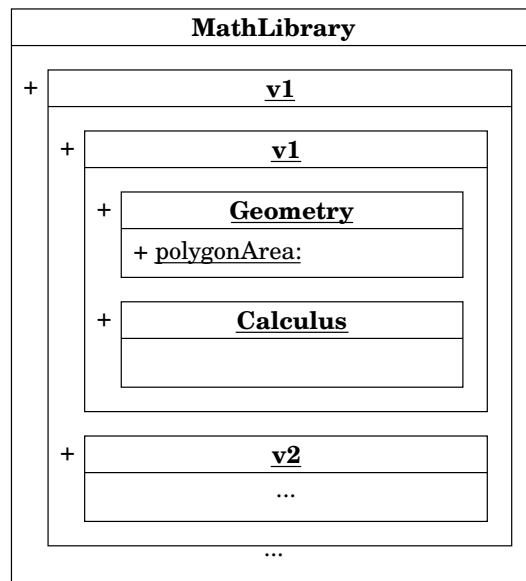 MathLibrary
+ v1
+ v1
+ Geometry
+ polygonArea:
+ Calculus
+ v2
...
...